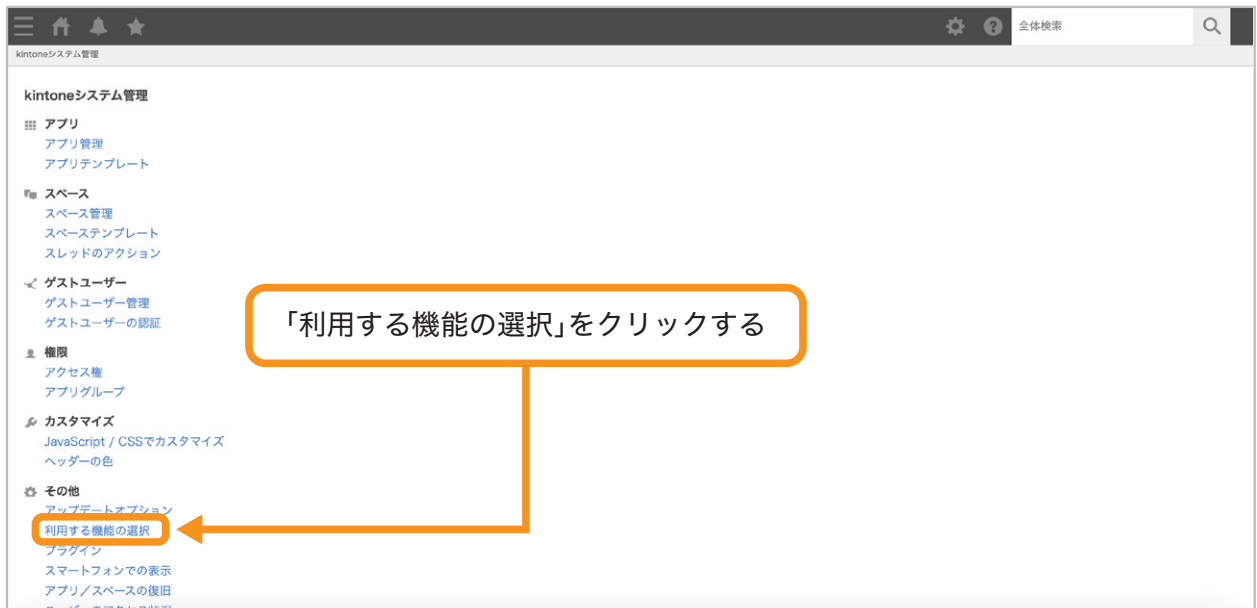 全体検索
kintoneシステム管理
kintoneシステム管理
アプリ
アプリ管理
アプリテンプレート
スペース
スペース管理
スペーステンプレート
スレッドのアクション
ゲストユーザー
ゲストユーザー管理
ゲストユーザーの認証
「利用する機能の選択」をクリックする
権限
アクセス権
アプリグループ
カスタマイズ
JavaScript / CSSでカスタマイズ
ヘッダーの色
その他
アップデートオプション
利用する機能の選択
プラグイン
スマートフォンでの表示
アプリ／スペースの復旧